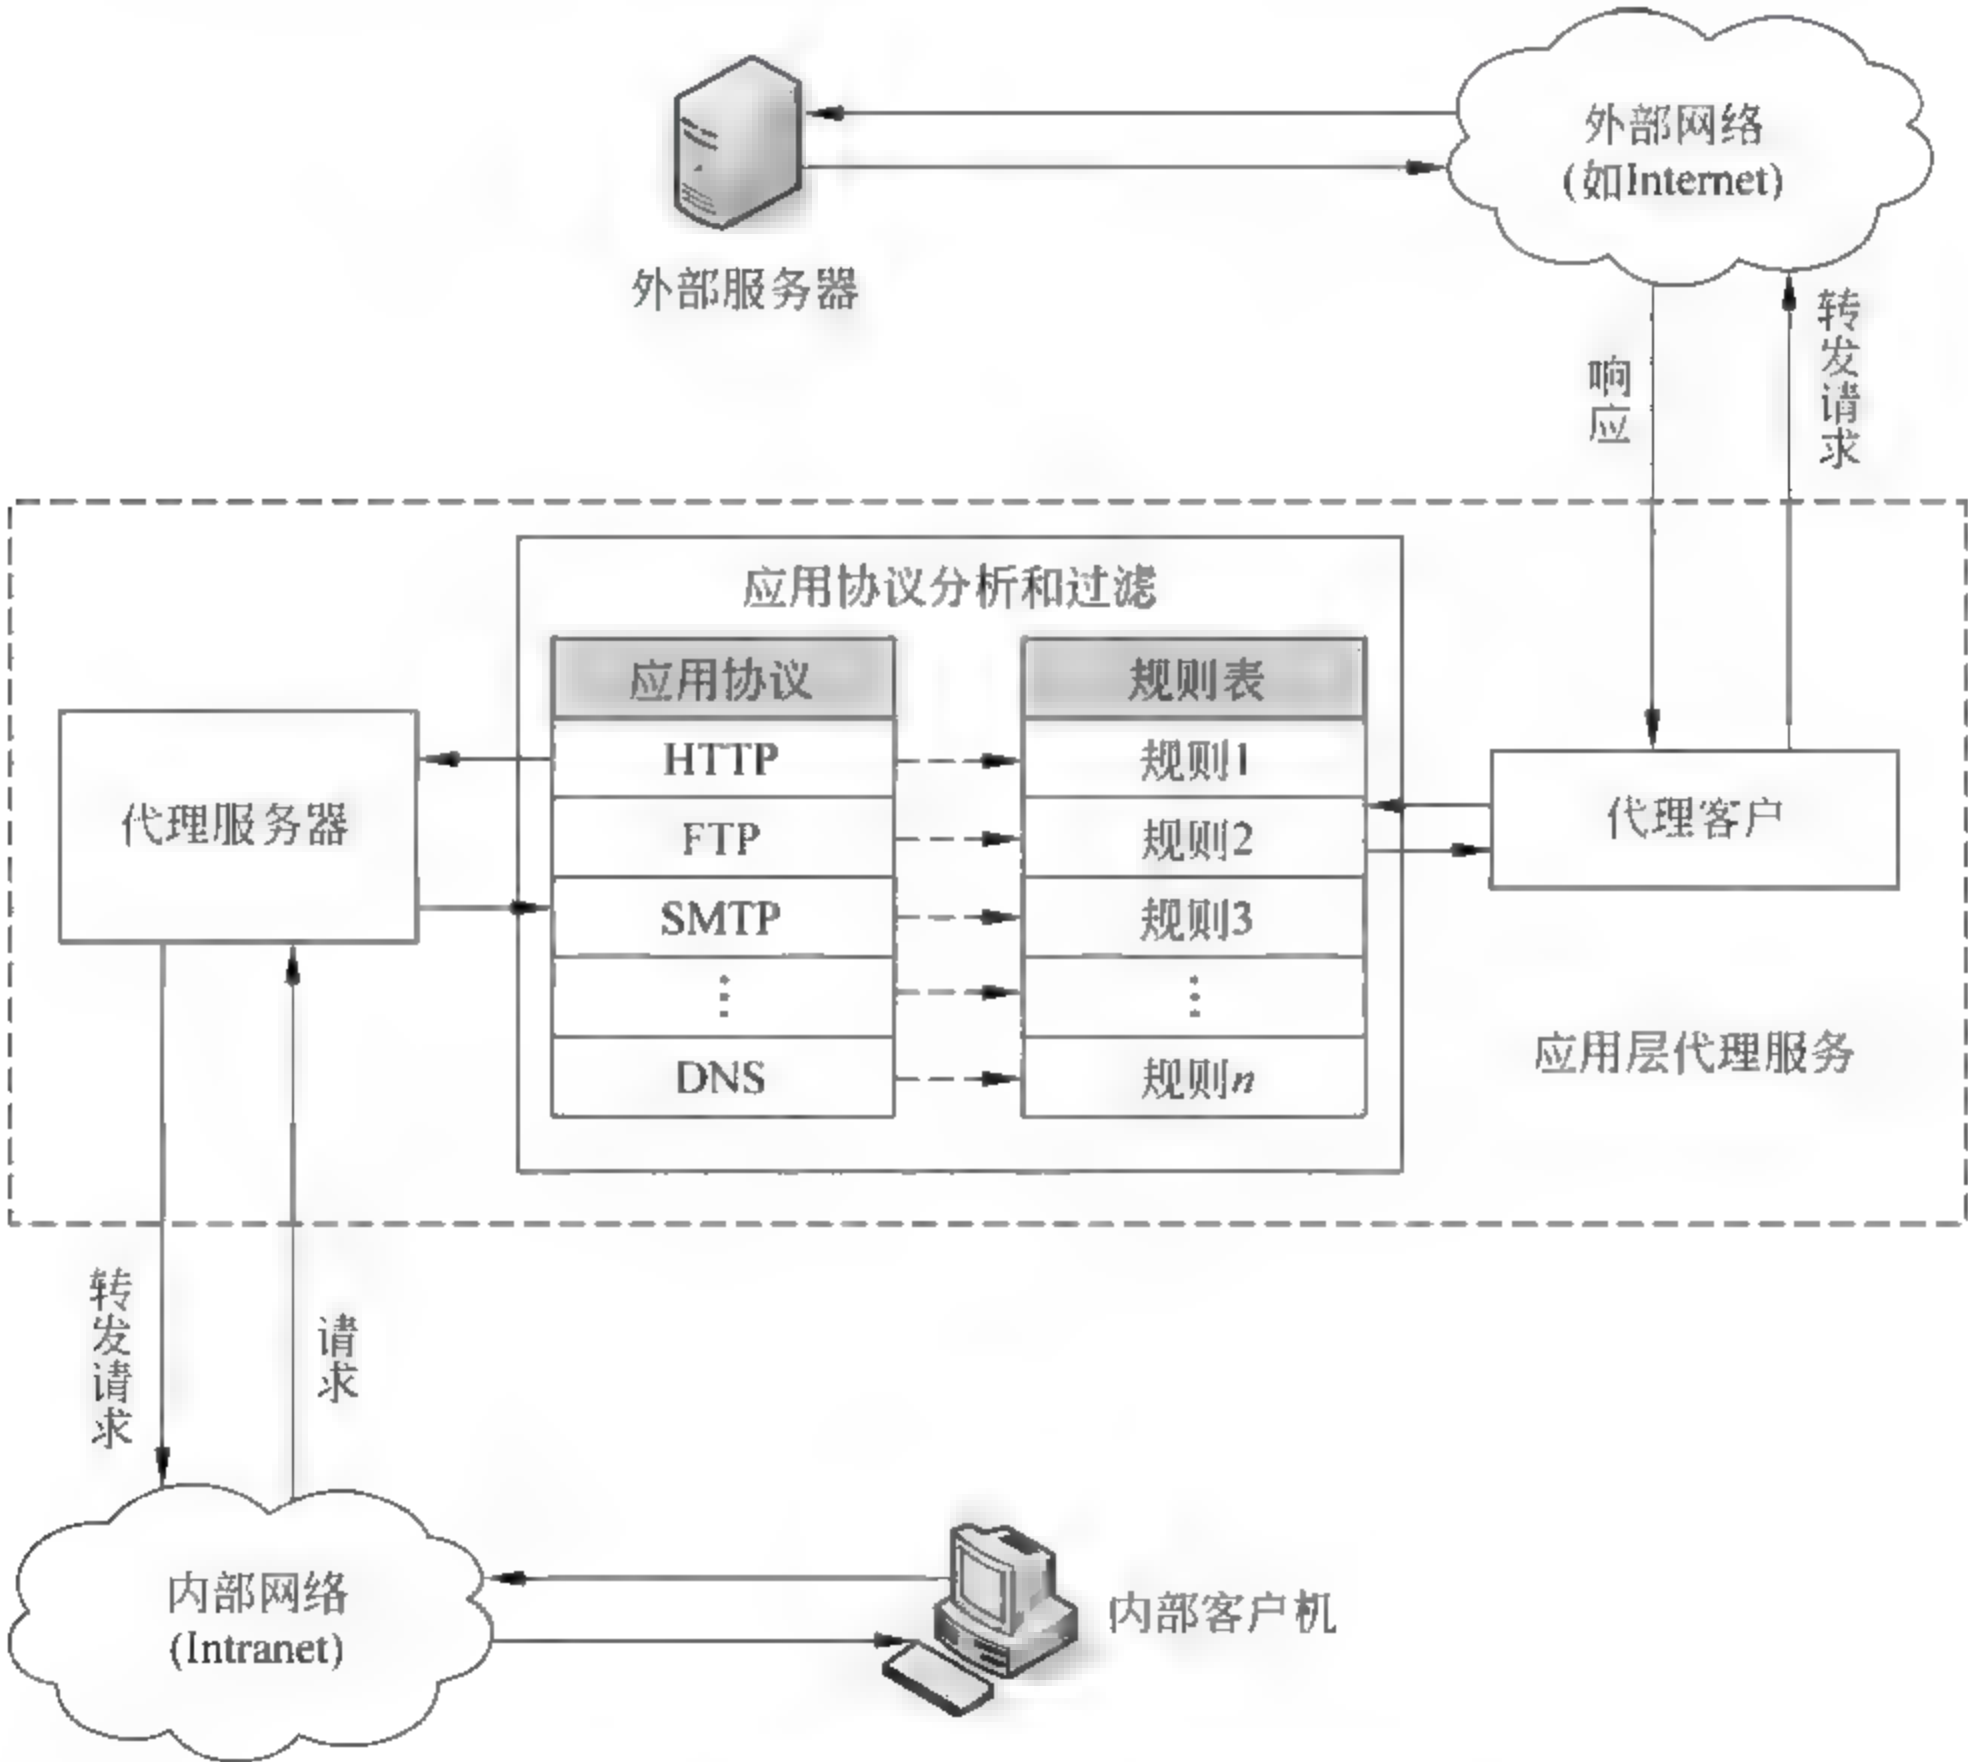 外部网络
(如Internet)
外部服务器
响应
转发请求
应用协议分析和过滤
应用协议
规则表
HTTP
规则1
FTP
规则2
SMTP
规则3
⋮
⋮
DNS
规则n
代理服务器
代理客户
应用层代理服务
转发请求
请求
内部网络
(Intranet)
内部客户机